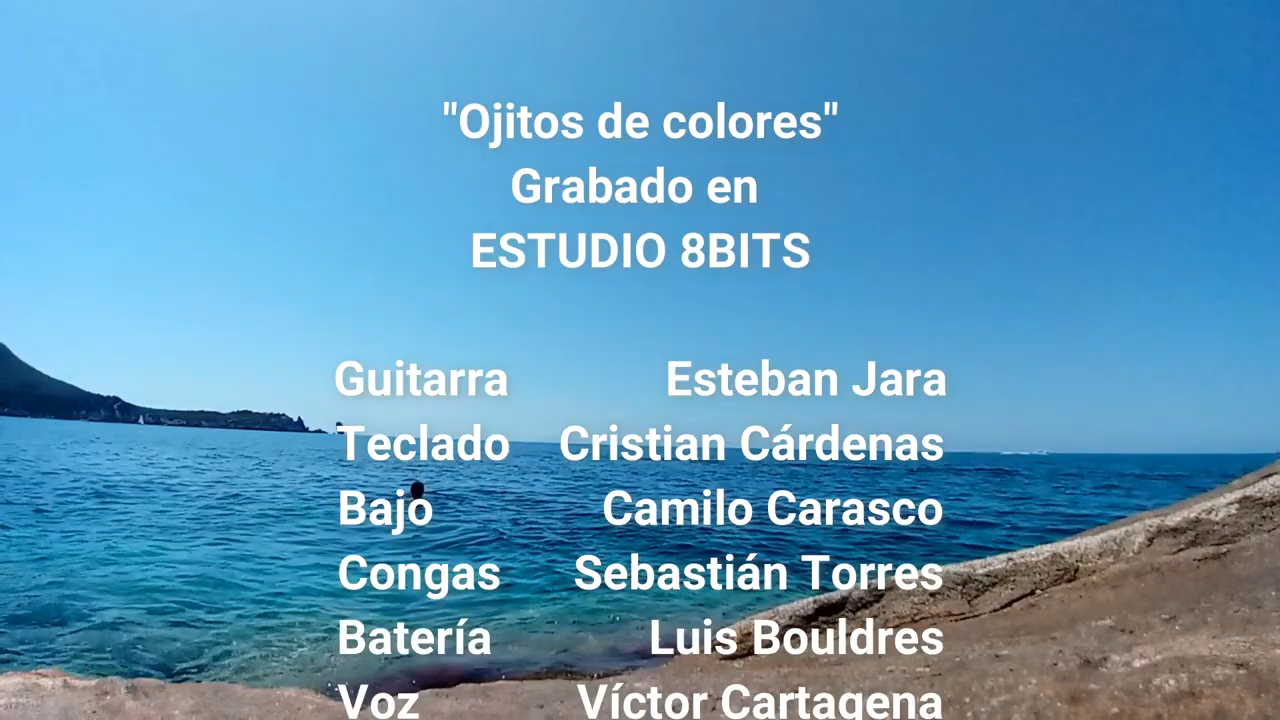 "Ojitos de colores"
Grabado en
ESTUDIO 8BITS
Guitarra Esteban Jara
Teclado Cristian Cárdenas
Bajo Camilo Carasco
Congas Sebastián Torres
Batería Luis Bouldres
Voz Víctor Cartagena